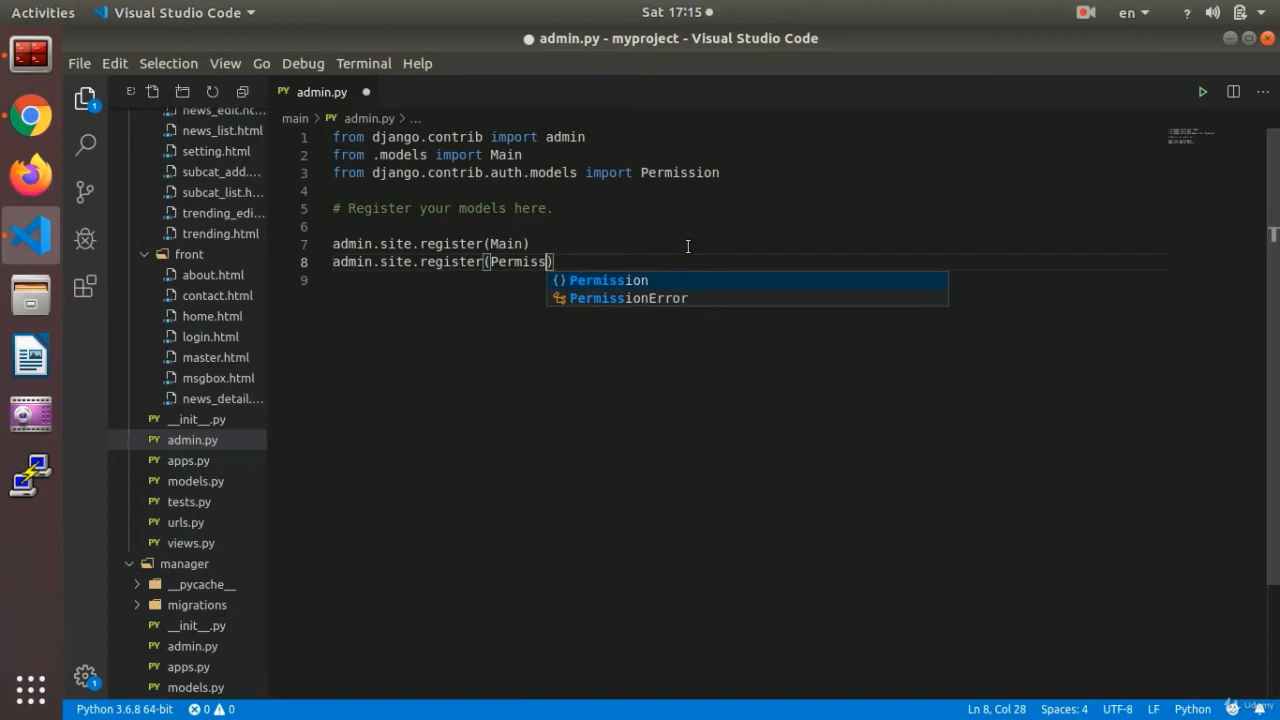 Activities
Visual Studio Code
Sat 17:15
en
?
admin.py - myproject - Visual Studio Code
File Edit Selection View Go Debug Terminal Help
1
admin.py
main > admin.py > ...
news_edit.ht...
news_list.html
setting.html
subcat_add....
subcat_list.h...
trending_edi...
trending.html
front
about.html
contact.html
home.html
login.html
master.html
msgbox.html
news_detail....
__init__.py
admin.py
apps.py
models.py
tests.py
urls.py
views.py
manager
__pycache__
migrations
__init__.py
admin.py
apps.py
models.py
1 from django.contrib import admin
2 from .models import Main
3 from django.contrib.auth.models import Permission
4
5 # Register your models here.
6
7 admin.site.register(Main)
8 admin.site.register(Permiss)
9
Permission
PermissionError
1
Python 3.6.8 64-bit 0 0
Ln 8, Col 28 Spaces: 4 UTF-8 LF Python
Udemy